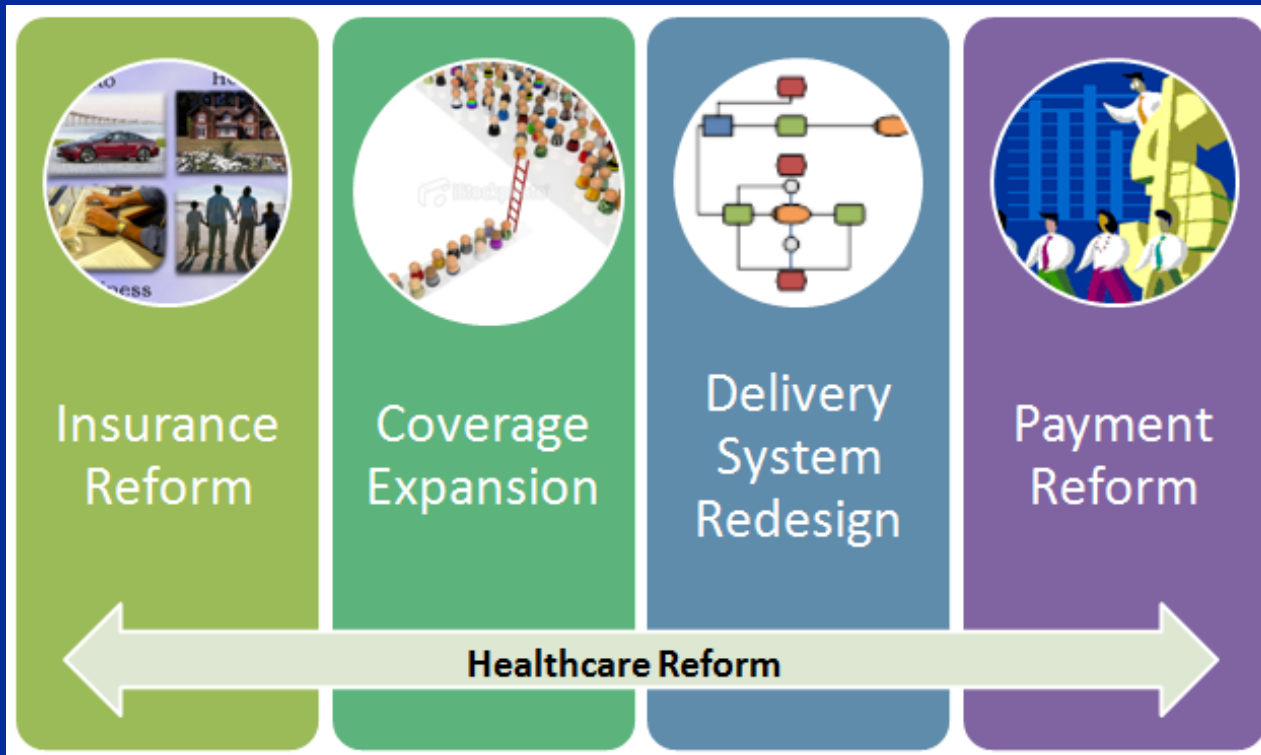 Insurance
Reform
Coverage
Expansion
Delivery
System
Redesign
Payment
Reform
Healthcare Reform